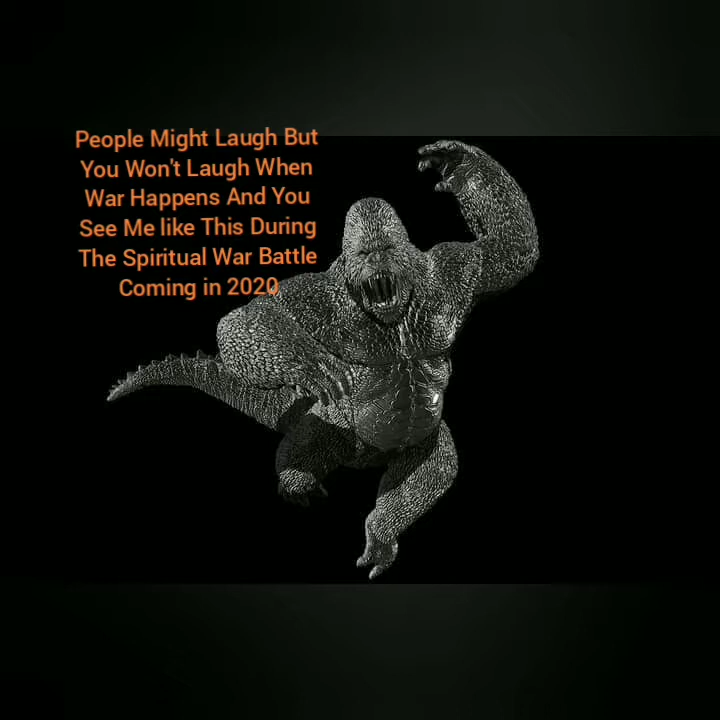 People Might Laugh But
You Won't Laugh When
War Happens And You
See Me like This During
The Spiritual War Battle
Coming in 2020